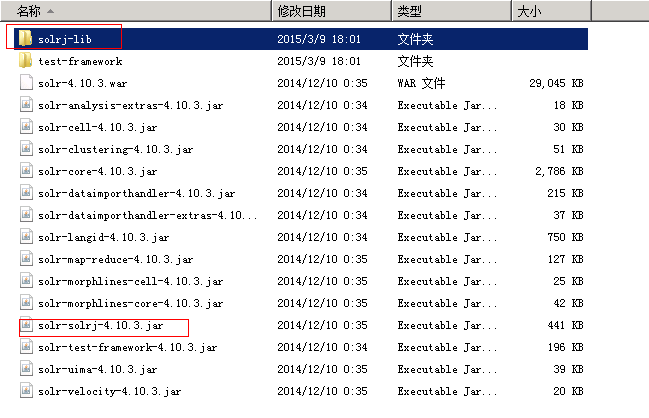 名称 修改日期 类型 大小
solrj-lib 2015/3/9 18:01 文件夹
test-framework 2015/3/9 18:01 文件夹
solr-4.10.3.war 2014/12/10 0:35 WAR 文件 29,045 KB
solr-analysis-extras-4.10.3.jar 2014/12/10 0:34 Executable Jar... 18 KB
solr-cell-4.10.3.jar 2014/12/10 0:34 Executable Jar... 30 KB
solr-clustering-4.10.3.jar 2014/12/10 0:34 Executable Jar... 51 KB
solr-core-4.10.3.jar 2014/12/10 0:35 Executable Jar... 2,786 KB
solr-dataimporthandler-4.10.3.jar 2014/12/10 0:34 Executable Jar... 215 KB
solr-dataimporthandler-extras-4.10... 2014/12/10 0:34 Executable Jar... 37 KB
solr-langid-4.10.3.jar 2014/12/10 0:34 Executable Jar... 750 KB
solr-map-reduce-4.10.3.jar 2014/12/10 0:35 Executable Jar... 127 KB
solr-morphlines-cell-4.10.3.jar 2014/12/10 0:34 Executable Jar... 25 KB
solr-morphlines-core-4.10.3.jar 2014/12/10 0:34 Executable Jar... 42 KB
solr-solrj-4.10.3.jar 2014/12/10 0:35 Executable Jar... 441 KB
solr-test-framework-4.10.3.jar 2014/12/10 0:34 Executable Jar... 196 KB
solr-uima-4.10.3.jar 2014/12/10 0:35 Executable Jar... 39 KB
solr-velocity-4.10.3.jar 2014/12/10 0:35 Executable Jar... 20 KB